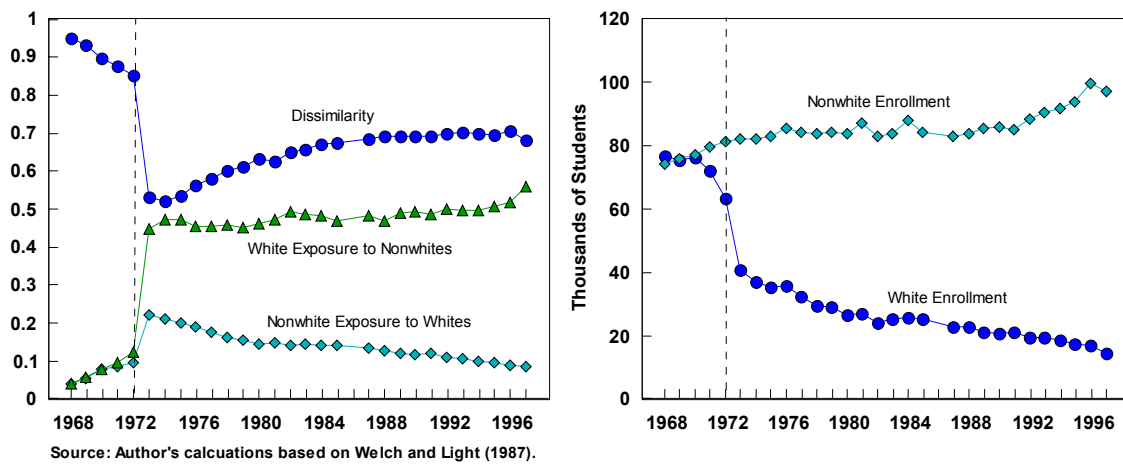 1
0.9
0.8
0.7
0.6
0.5
0.4
0.3
0.2
0.1
0
Dissimilarity
White Exposure to Nonwhites
Nonwhite Exposure to Whites
1968 1972 1976 1980 1984 1988 1992 1996
Source: Author's calcuations based on Welch and Light (1987).
Thousands of Students
120
100
80
60
40
20
0
Nonwhite Enrollment
White Enrollment
1968 1972 1976 1980 1984 1988 1992 1996